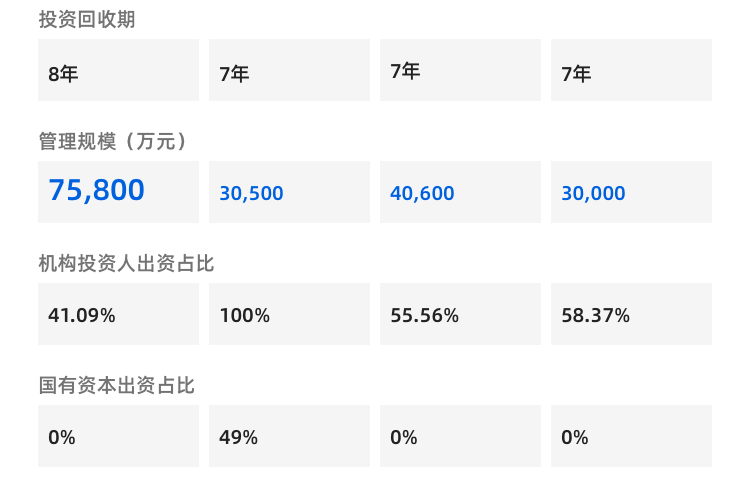 投资回收期
8年 7年 7年 7年
管理规模（万元）
75,800 30,500 40,600 30,000
机构投资人出资占比
41.09% 100% 55.56% 58.37%
国有资本出资占比
0% 49% 0% 0%